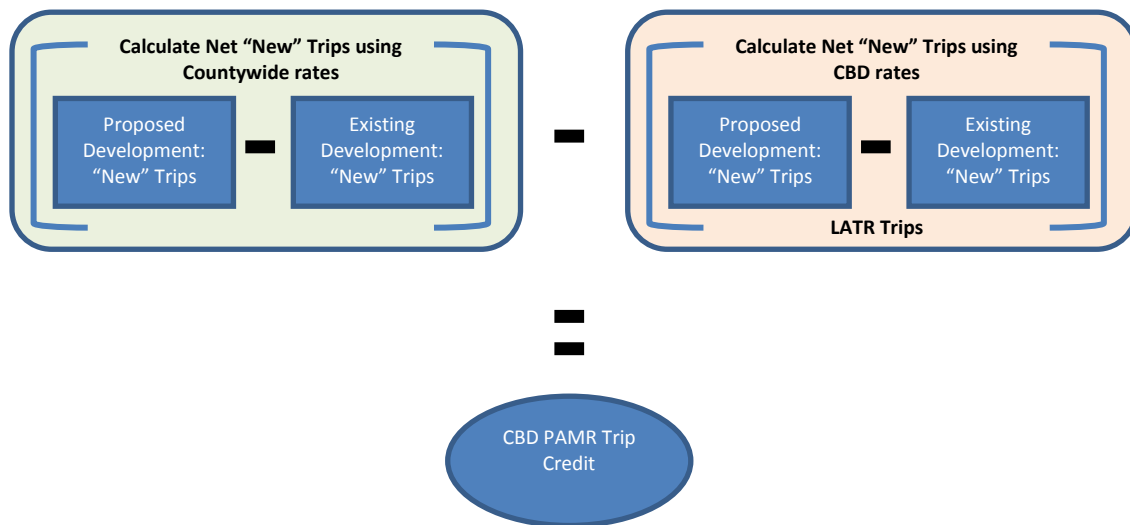 Calculate Net “New” Trips using
Countywide rates
Proposed
Development:
“New” Trips
Existing
Development:
“New” Trips
Calculate Net “New” Trips using
CBD rates
Proposed
Development:
“New” Trips
Existing
Development:
“New” Trips
LATR Trips
CBD PAMR Trip
Credit